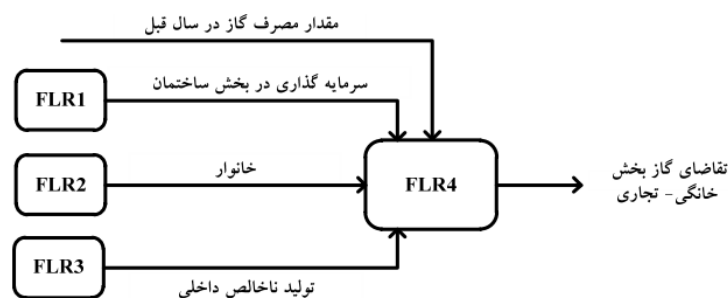 مقدار مصرف گاز در سال قبل
FLR1
سرمایه گذاری در بخش ساختمان
FLR2
خانوار
FLR4
تقاضای گاز بخش
خانگی- تجاری
FLR3
تولید ناخالص داخلی